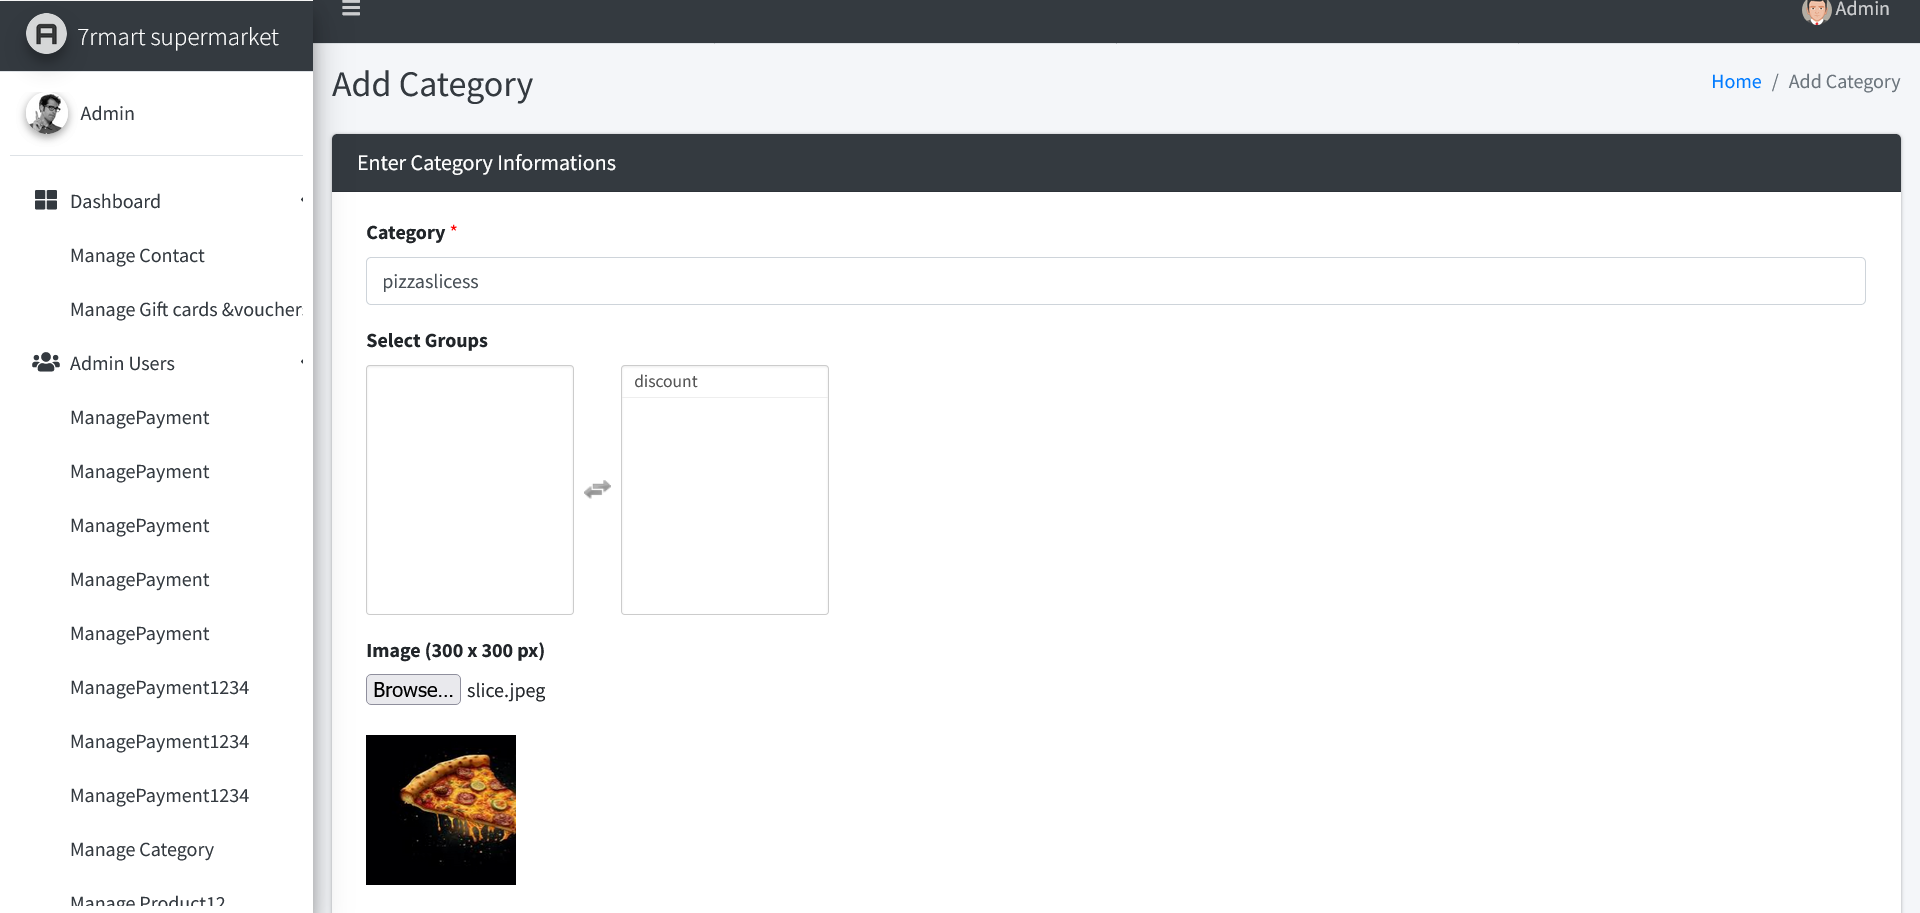 7rmart supermarket
Admin
Admin
Add Category
Home / Add Category
Dashboard
Manage Contact
Manage Gift cards &voucher
Admin Users
ManagePayment
ManagePayment
ManagePayment
ManagePayment
ManagePayment
ManagePayment1234
ManagePayment1234
ManagePayment1234
Manage Category
Manage Product12
Enter Category Informations
Category *
pizzaslicess
Select Groups
discount
Image (300 x 300 px)
Browse... slice.jpeg